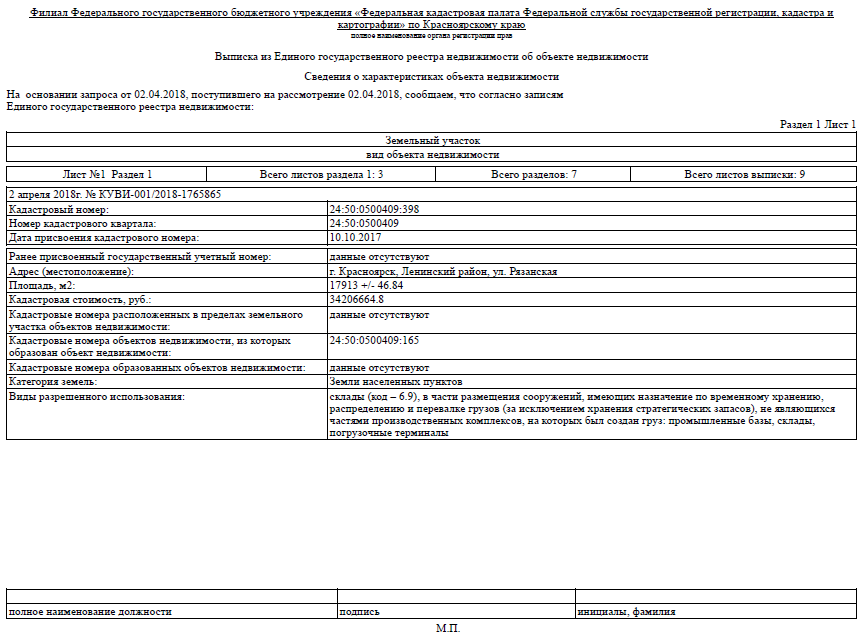 Филиал Федерального государственного бюджетного учреждения «Федеральная кадастровая палата Федеральной службы государственной регистрации, кадастра и
картографии» по Красноярскому краю
полное наименование органа регистрации прав
Выписка из Единого государственного реестра недвижимости об объекте недвижимости
Сведения о характеристиках объекта недвижимости
На основании запроса от 02.04.2018, поступившего на рассмотрение 02.04.2018, сообщаем, что согласно записям
Единого государственного реестра недвижимости:
Раздел 1 Лист 1
Земельный участок
вид объекта недвижимости
Лист №1 Раздел 1 Всего листов раздела 1: 3 Всего разделов: 7 Всего листов выписки: 9
2 апреля 2018г. № КУВИ-001/2018-1765865
Кадастровый номер: 24:50:0500409:398
Номер кадастрового квартала: 24:50:0500409
Дата присвоения кадастрового номера: 10.10.2017
Ранее присвоенный государственный учетный номер: данные отсутствуют
Адрес (местоположение): г. Красноярск, Ленинский район, ул. Рязанская
Площадь, м2: 17913 +/- 46.84
Кадастровая стоимость, руб.: 34206664.8
Кадастровые номера расположенных в пределах земельного данные отсутствуют
участка объектов недвижимости:
Кадастровые номера объектов недвижимости, из которых 24:50:0500409:165
образован объект недвижимости:
Кадастровые номера образованных объектов недвижимости: данные отсутствуют
Категория земель: Земли населенных пунктов
Виды разрешенного использования: склады (код – 6.9), в части размещения сооружений, имеющих назначение по временному хранению,
распределению и перевалке грузов (за исключением хранения стратегических запасов), не являющихся
частями производственных комплексов, на которых был создан груз: промышленные базы, склады,
погрузочные терминалы
полное наименование должности подпись инициалы, фамилия
М.П.